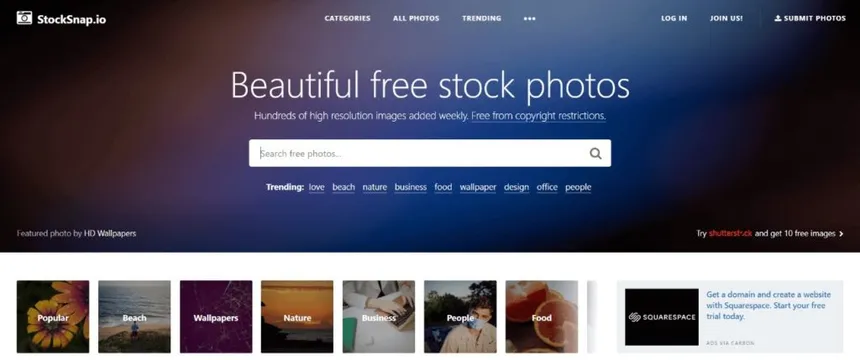 StockSnap.io
CATEGORIES ALL PHOTOS TRENDING •••
LOG IN JOIN US! SUBMIT PHOTOS
Beautiful free stock photos
Hundreds of high resolution images added weekly. Free from copyright restrictions.
Search free photos...
Trending: love beach nature business food wallpaper design office people
Featured photo by HD Wallpapers
Try shutterstock and get 10 free images
Popular
Beach
Wallpapers
Nature
Business
People
Food
SQUARESPACE
Get a domain and create a website
with Squarespace. Start your free
trial today.
ADS VIA CARBON